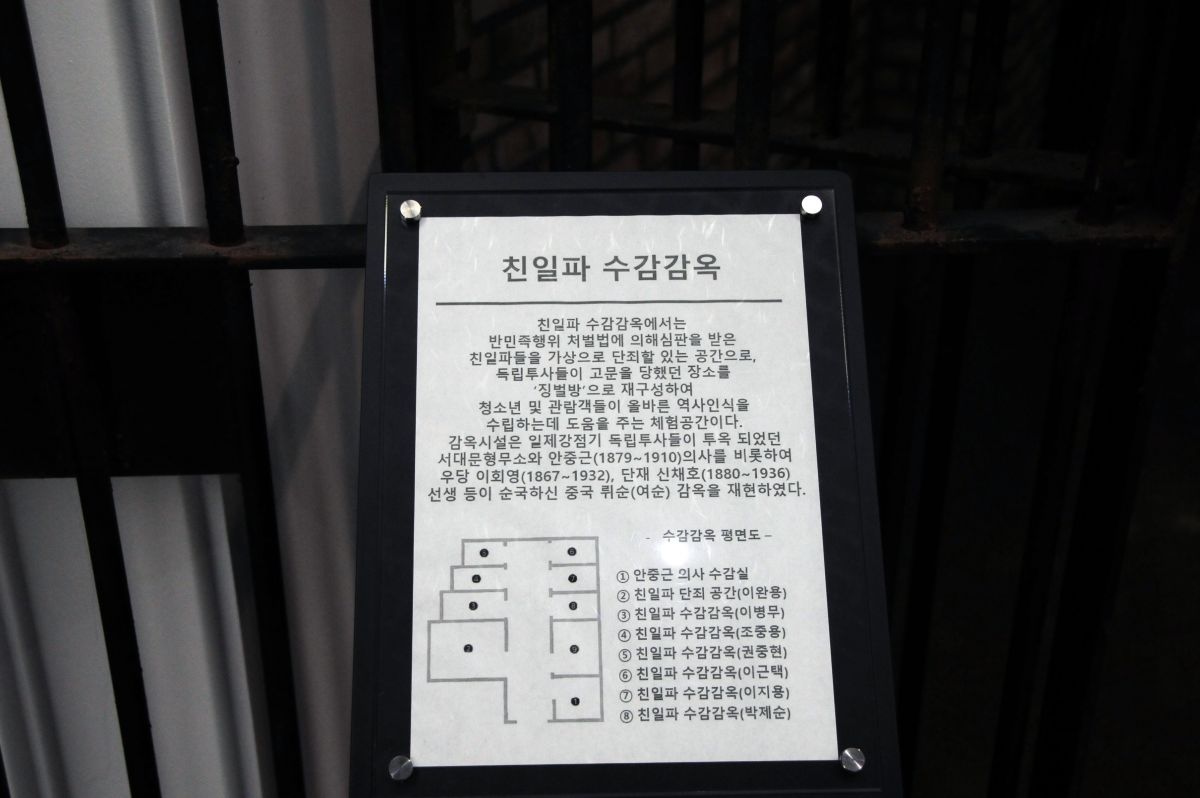 친일파 수감감옥
친일파 수감감옥에서는
반민족행위 처벌법에 의해심판을 받은
친일파들을 가상으로 단죄할 있는 공간으로,
독립투사들이 고문을 당했던 장소를
'징벌방'으로 재구성하여
청소년 및 관람객들이 올바른 역사인식을
수립하는데 도움을 주는 체험공간이다.
감옥시설은 일제강점기 독립투사들이 투옥 되었던
서대문형무소와 안중근(1879~1910)의사를 비롯하여
우당 이회영(1867~1932), 단재 신채호(1880~1936)
선생 등이 순국하신 중국 뤼순(여순) 감옥을 재현하였다.
- 수감감옥 평면도 –
① 안중근 의사 수감실
② 친일파 단죄 공간(이완용)
③ 친일파 수감감옥(이병무)
④ 친일파 수감감옥(조중용)
⑤ 친일파 수감감옥(권중현)
⑥ 친일파 수감감옥(이근택)
⑦ 친일파 수감감옥(이지용)
⑧ 친일파 수감감옥(박제순)
❺ ❻
❹ ❼
❸ ❽
❷ ❾
❶